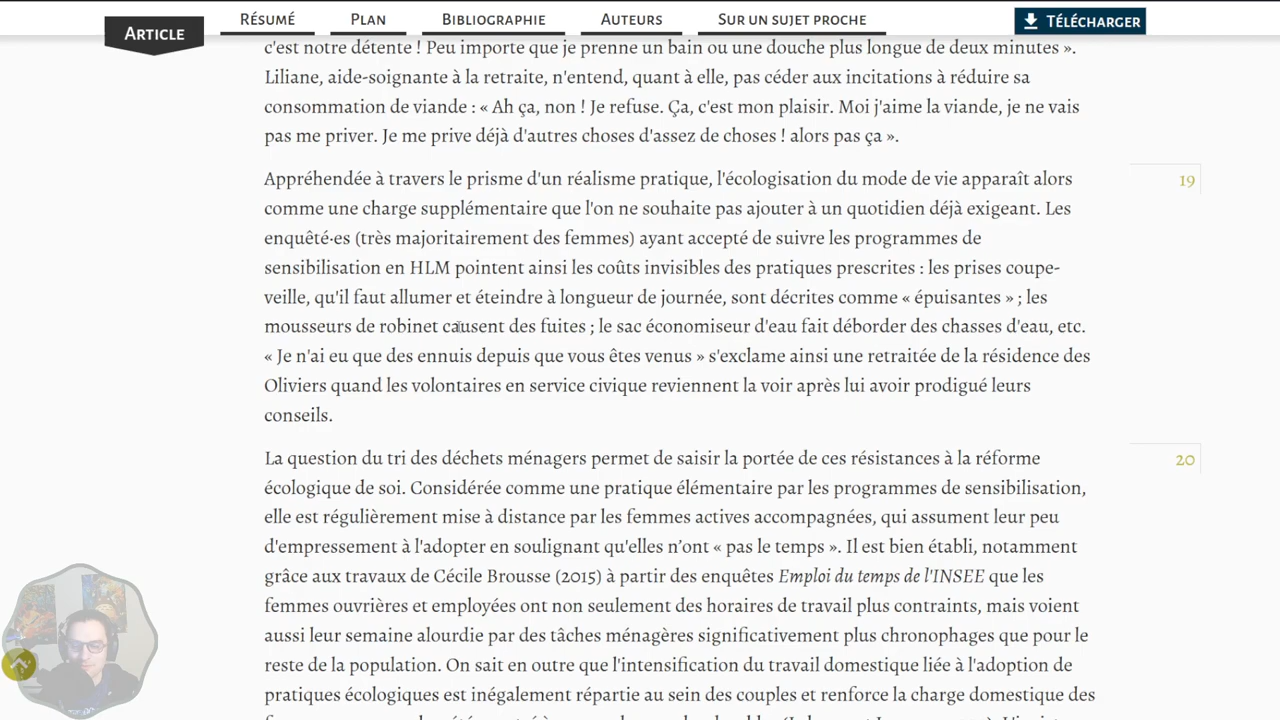 ARTICLE
RÉSUMÉ
PLAN
BIBLIOGRAPHIE
AUTEURS
SUR UN SUJET PROCHE
TÉLÉCHARGER
c'est notre détente ! Peu importe que je prenne un bain ou une douche plus longue de deux minutes ».
Liliane, aide-soignante à la retraite, n'entend, quant à elle, pas céder aux incitations à réduire sa
consommation de viande : « Ah ça, non ! Je refuse. Ça, c'est mon plaisir. Moi j'aime la viande, je ne vais
pas me priver. Je me prive déjà d'autres choses d'assez de choses ! alors pas ça ».
Appréhendée à travers le prisme d'un réalisme pratique, l'écologisation du mode de vie apparaît alors
19
comme une charge supplémentaire que l'on ne souhaite pas ajouter à un quotidien déjà exigeant. Les
enquêté·es (très majoritairement des femmes) ayant accepté de suivre les programmes de
sensibilisation en HLM pointent ainsi les coûts invisibles des pratiques prescrites : les prises coupe-
veille, qu'il faut allumer et éteindre à longueur de journée, sont décrites comme « épuisantes » ; les
mousseurs de robinet causent des fuites ; le sac économiseur d'eau fait déborder des chasses d'eau, etc.
« Je n'ai eu que des ennuis depuis que vous êtes venus » s'exclame ainsi une retraitée de la résidence des
Oliviers quand les volontaires en service civique reviennent la voir après lui avoir prodigué leurs
conseils.
La question du tri des déchets ménagers permet de saisir la portée de ces résistances à la réforme
20
écologique de soi. Considérée comme une pratique élémentaire par les programmes de sensibilisation,
elle est régulièrement mise à distance par les femmes actives accompagnées, qui assument leur peu
d'empressement à l'adopter en soulignant qu'elles n’ont « pas le temps ». Il est bien établi, notamment
grâce aux travaux de Cécile Brousse (2015) à partir des enquêtes Emploi du temps de l'INSEE que les
femmes ouvrières et employées ont non seulement des horaires de travail plus contraints, mais voient
aussi leur semaine alourdie par des tâches ménagères significativement plus chronophages que pour le
reste de la population. On sait en outre que l'intensification du travail domestique liée à l'adoption de
pratiques écologiques est inégalement répartie au sein des couples et renforce la charge domestique des